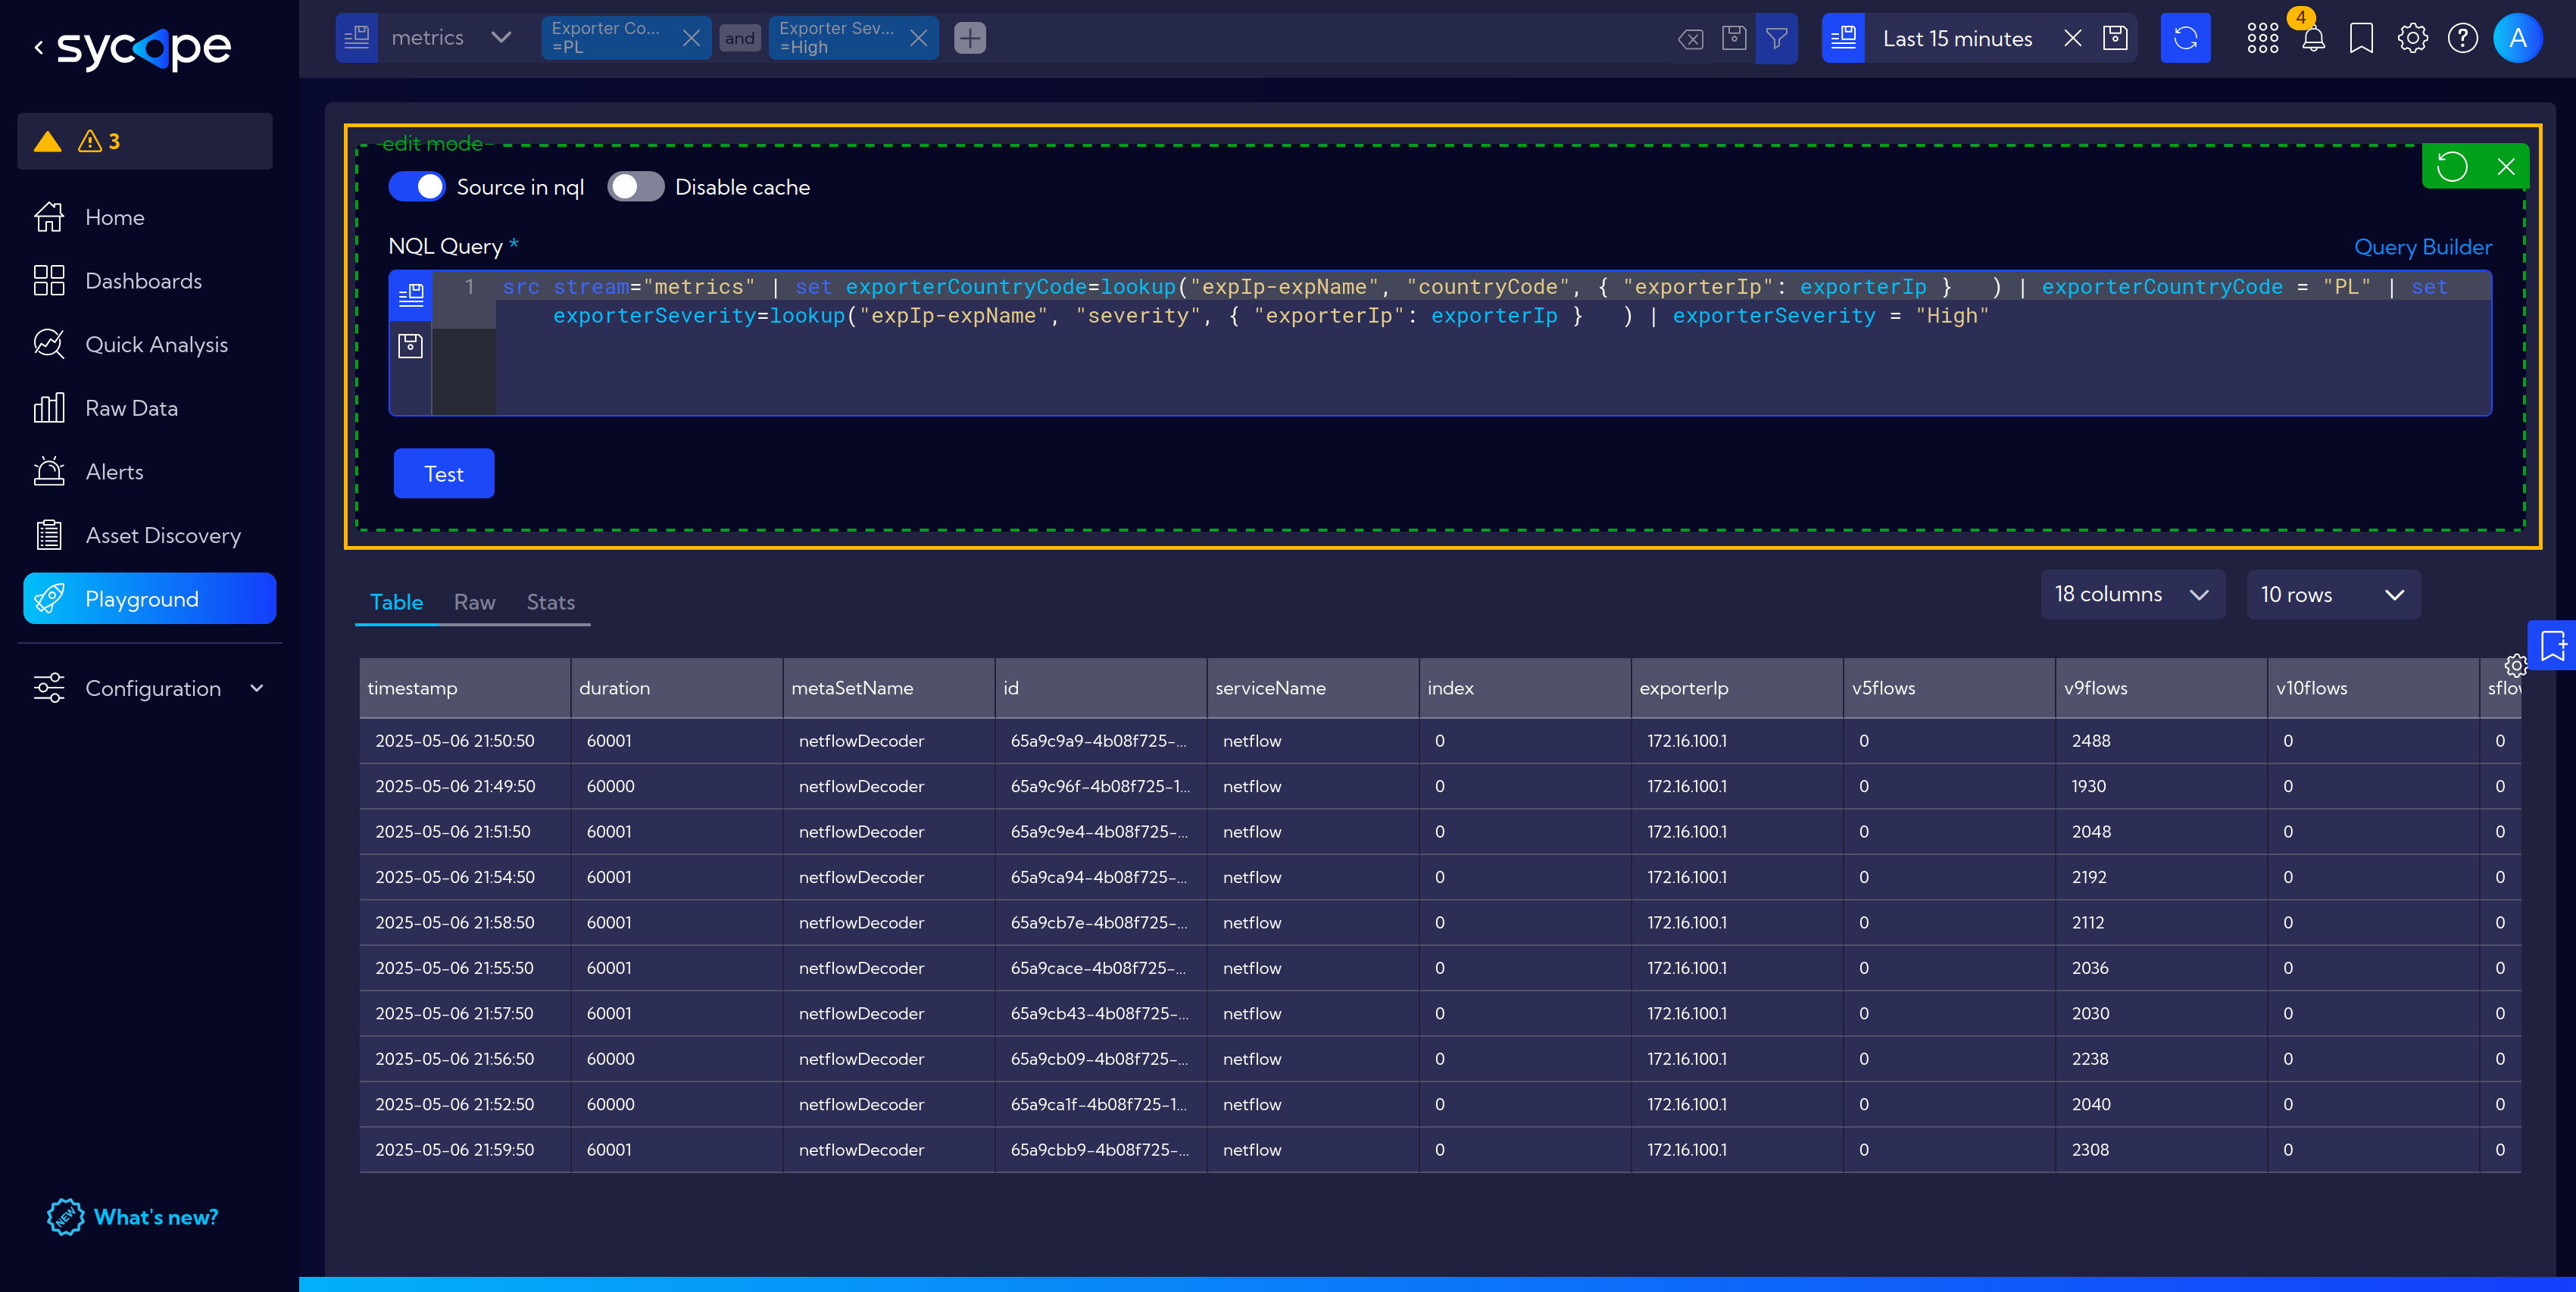 sycope
metrics
Exporter Co...
=PL
and
Exporter Sev...
=High
Last 15 minutes
4
A
3
Home
Dashboards
Quick Analysis
Raw Data
Alerts
Asset Discovery
Playground
Configuration
NEW
What's new?
edit mode
Source in nql
Disable cache
NQL Query *
Query Builder
1 src stream="metrics" | set exporterCountryCode=lookup("expIp-expName", "countryCode", { "exporterIp": exporterIp } ) | exporterCountryCode = "PL" | set
exporterSeverity=lookup("expIp-expName", "severity", { "exporterIp": exporterIp } ) | exporterSeverity = "High"
Test
Table Raw Stats
18 columns
10 rows
timestamp duration metaSetName id serviceName index exporterIp v5flows v9flows v10flows sflow
2025-05-06 21:50:50 60001 netflowDecoder 65a9c9a9-4b08f725-... netflow 0 172.16.100.1 0 2488 0 0
2025-05-06 21:49:50 60000 netflowDecoder 65a9c96f-4b08f725-1... netflow 0 172.16.100.1 0 1930 0 0
2025-05-06 21:51:50 60001 netflowDecoder 65a9c9e4-4b08f725-... netflow 0 172.16.100.1 0 2048 0 0
2025-05-06 21:54:50 60001 netflowDecoder 65a9ca94-4b08f725-... netflow 0 172.16.100.1 0 2192 0 0
2025-05-06 21:58:50 60001 netflowDecoder 65a9cb7e-4b08f725-... netflow 0 172.16.100.1 0 2112 0 0
2025-05-06 21:55:50 60001 netflowDecoder 65a9cace-4b08f725-... netflow 0 172.16.100.1 0 2036 0 0
2025-05-06 21:57:50 60001 netflowDecoder 65a9cb43-4b08f725-... netflow 0 172.16.100.1 0 2030 0 0
2025-05-06 21:56:50 60000 netflowDecoder 65a9cb09-4b08f725-... netflow 0 172.16.100.1 0 2238 0 0
2025-05-06 21:52:50 60000 netflowDecoder 65a9ca1f-4b08f725-1... netflow 0 172.16.100.1 0 2040 0 0
2025-05-06 21:59:50 60001 netflowDecoder 65a9cbb9-4b08f725-... netflow 0 172.16.100.1 0 2308 0 0